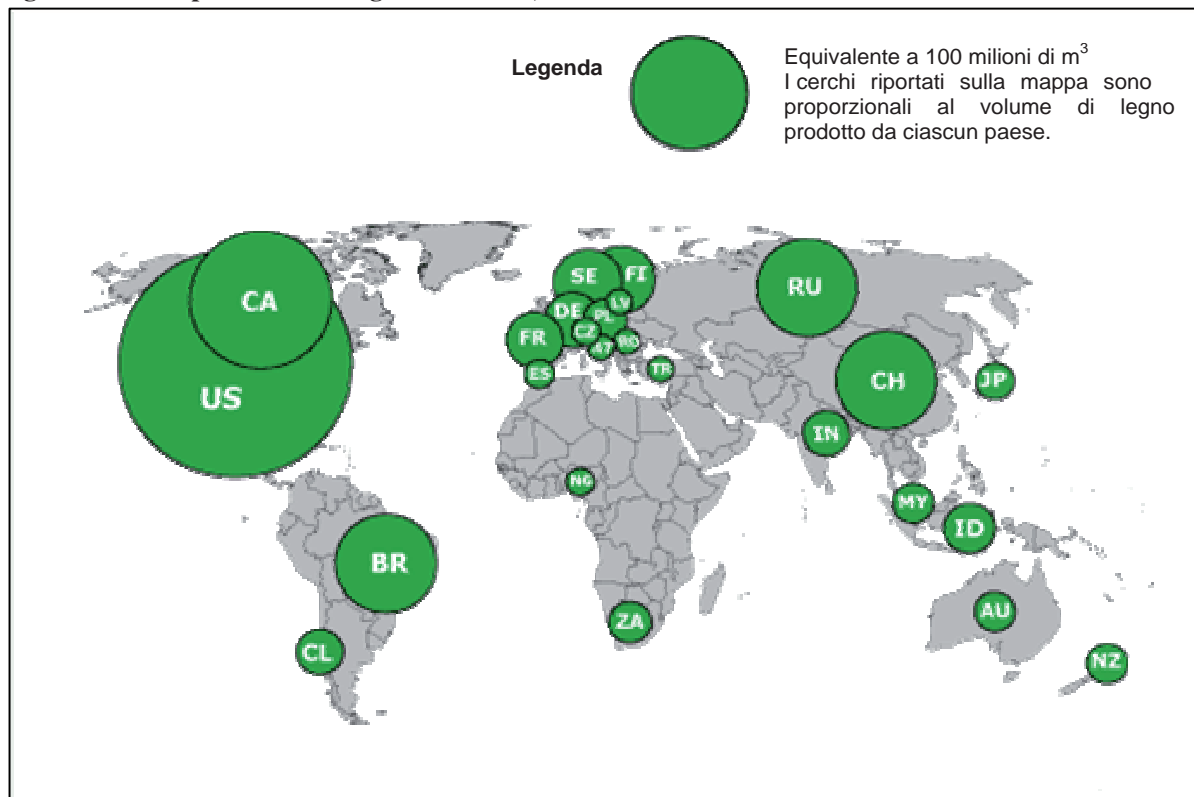 Legenda
Equivalente a 100 milioni di m³
I cerchi riportati sulla mappa sono
proporzionali al volume di legno
prodotto da ciascun paese.
CA
US
SE
FI
LV
DE
PL
CZ
FR
RO
ES
TR
RU
CH
JP
IN
NG
MY
ID
BR
CL
ZA
AU
NZ